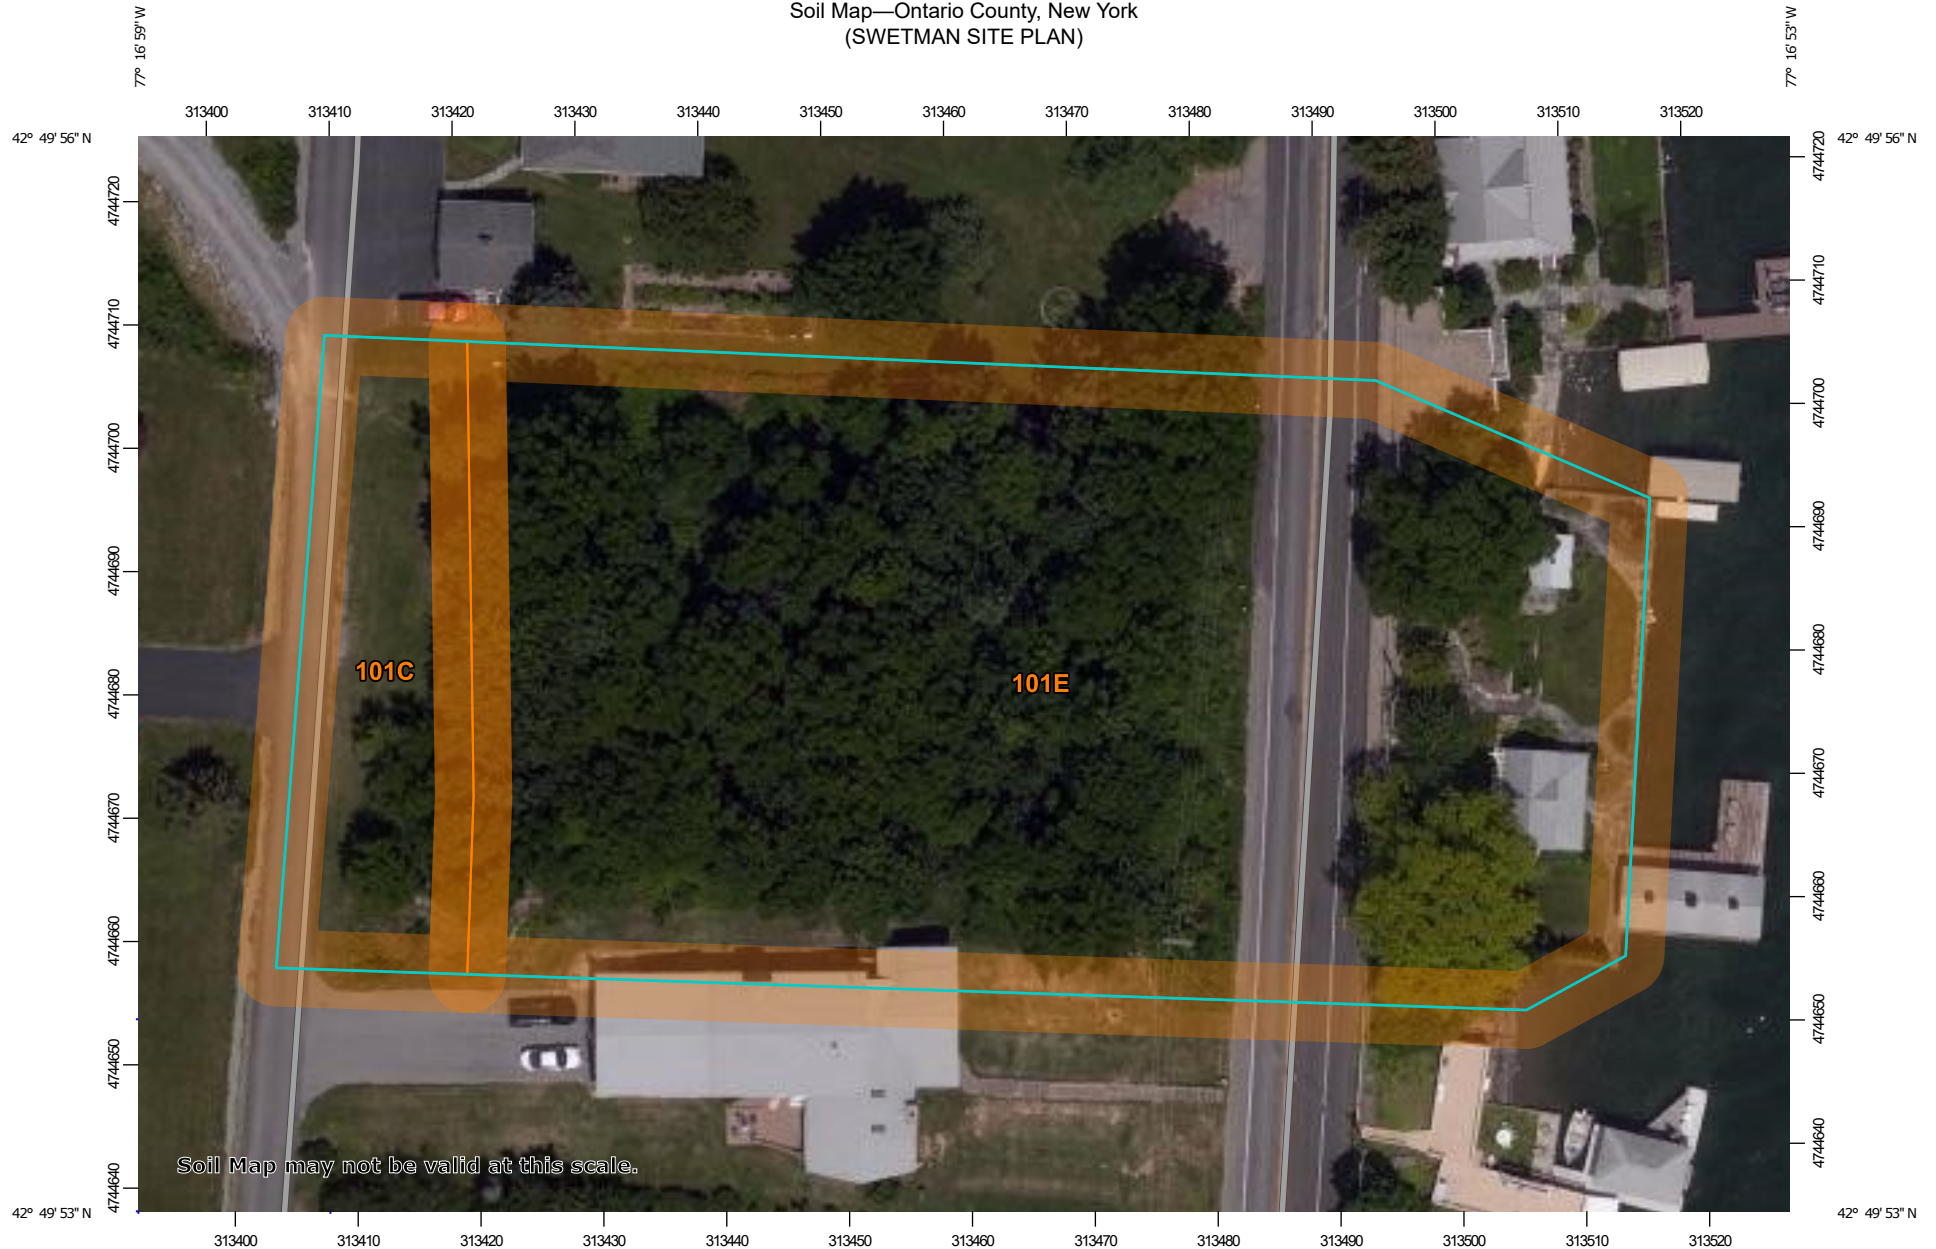 Soil Map—Ontario County, New York
(SWETMAN SITE PLAN)
77° 16' 59" W
77° 16' 53" W
313400 313410 313420 313430 313440 313450 313460 313470 313480 313490 313500 313510 313520
42° 49' 56" N
42° 49' 56" N
4744720
4744710
4744700
4744690
4744680
4744670
4744660
4744650
4744640
4744720
4744710
4744700
4744690
4744680
4744670
4744660
4744650
4744640
101C
101E
Soil Map may not be valid at this scale.
42° 49' 53" N
42° 49' 53" N
313400 313410 313420 313430 313440 313450 313460 313470 313480 313490 313500 313510 313520